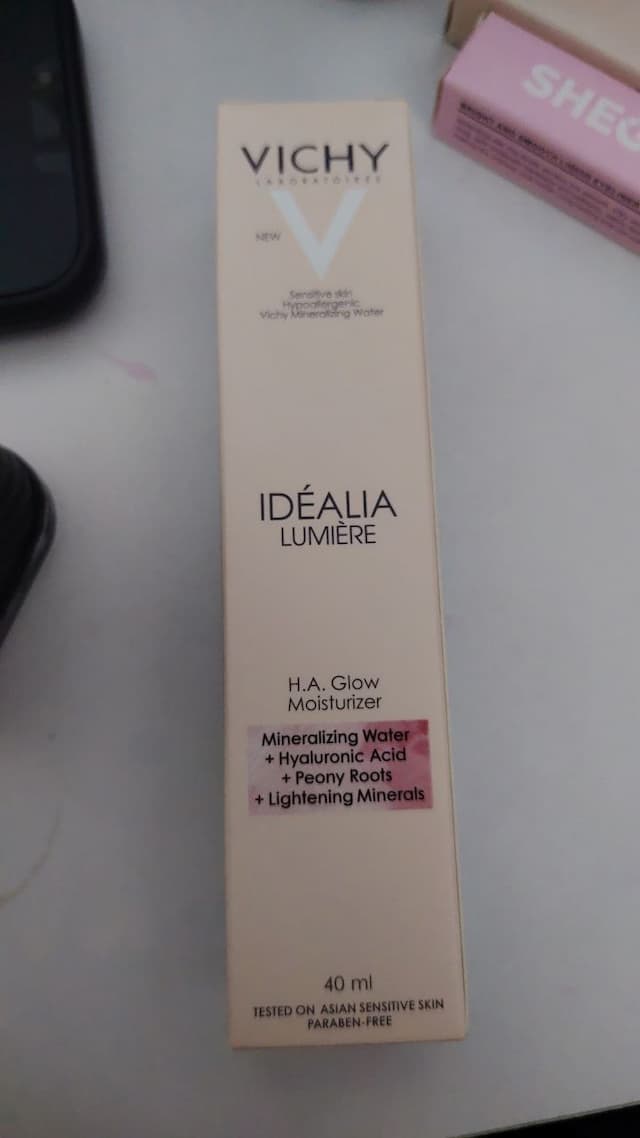 VICHY
LABORATOIRES
NEW
Sensitive skin
Hypoallergenic
Vichy Mineralizing Water
IDÉALIA
LUMIÈRE
H.A. Glow
Moisturizer
Mineralizing Water
+ Hyaluronic Acid
+ Peony Roots
+ Lightening Minerals
40 ml
TESTED ON ASIAN SENSITIVE SKIN
PARABEN-FREE